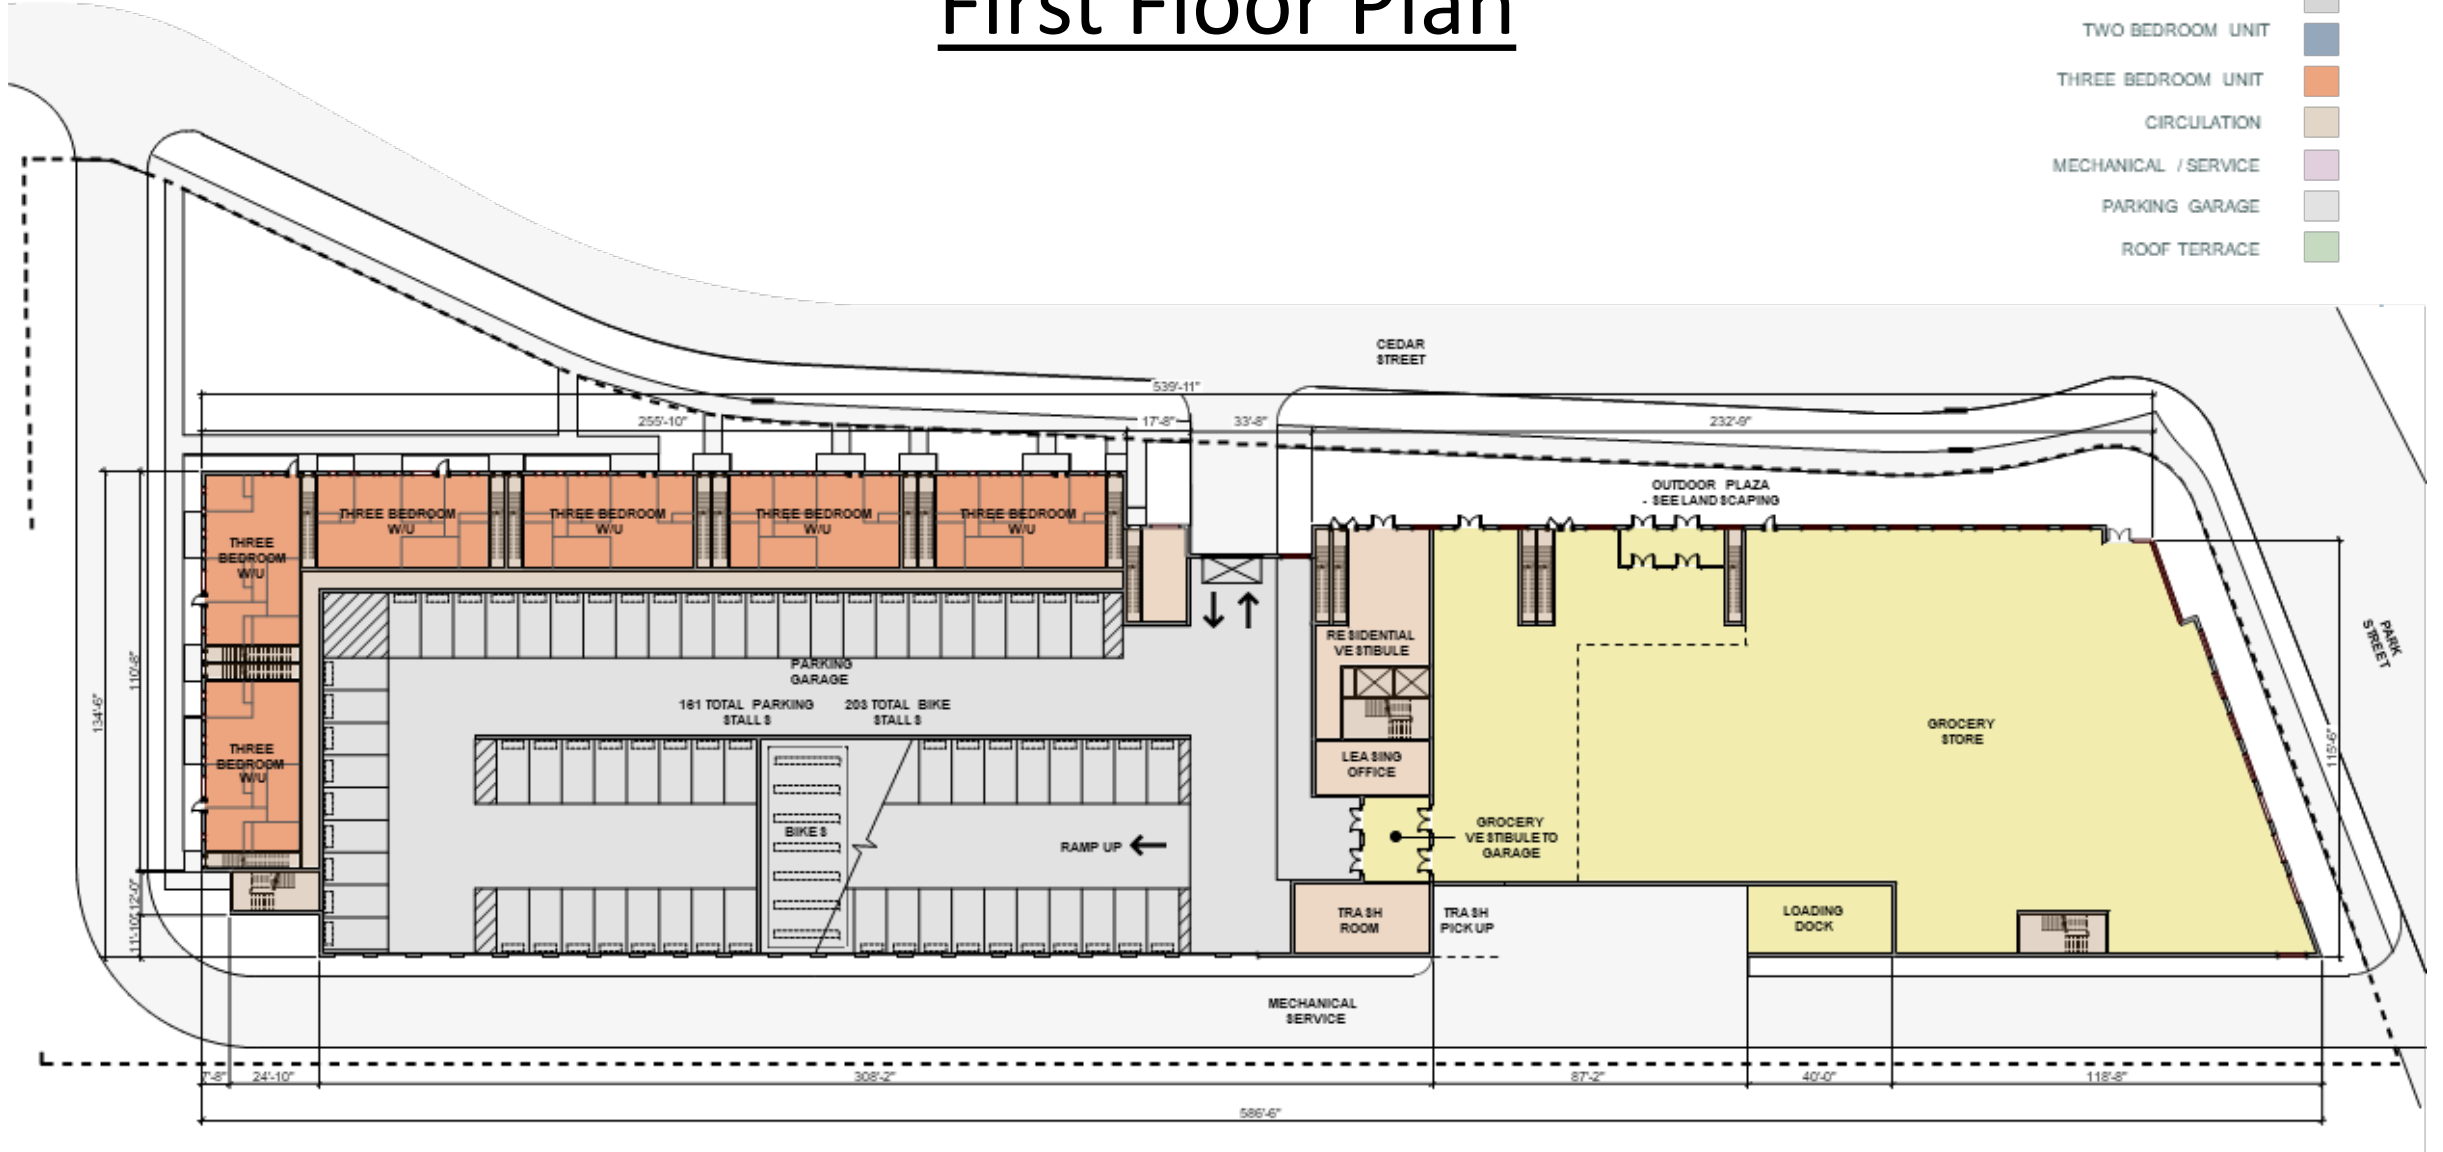 First Floor Plan
TWO BEDROOM UNIT
THREE BEDROOM UNIT
CIRCULATION
MECHANICAL / SERVICE
PARKING GARAGE
ROOF TERRACE
CEDAR
STREET
539'-11"
255'-10"
17'-8"
33'-8"
232'-9"
OUTDOOR PLAZA
- SEE LANDSCAPING
THREE BEDROOM
W/U
THREE BEDROOM
W/U
THREE BEDROOM
W/U
THREE BEDROOM
W/U
THREE
BEDROOM
W/U
RESIDENTIAL
VESTIBULE
PARK
STREET
PARKING
GARAGE
161 TOTAL PARKING
STALLS
203 TOTAL BIKE
STALLS
110'-8"
134'-6"
115'-6"
GROCERY
STORE
THREE
BEDROOM
W/U
LEASING
OFFICE
BIKES
RAMP UP
GROCERY
VESTIBULE TO
GARAGE
12'-0"
11'-10"
TRASH
ROOM
TRASH
PICK UP
LOADING
DOCK
MECHANICAL
SERVICE
7'-8"
24'-10"
308'-2"
87'-2"
40'-0"
118'-8"
586'-6"